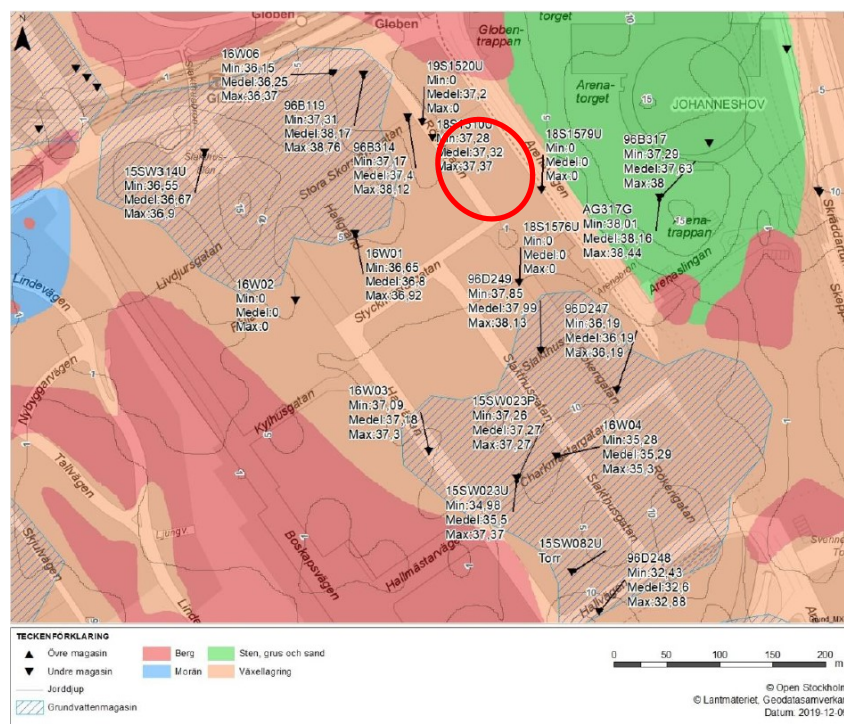 Globen
Globen
Globen-
trappan
Arena-
torget
torget
Arena-
torget
JOHANNESHOV
16W06
Min:36,15
Medel:36,25
Max:36,37
96B119
Min:37,31
Medel:38,17
Max:38,76
96B314
Min:37,17
Medel:37,4
Max:38,12
19S1520U
Min:0
Medel:37,2
Max:0
Min:37,28
Medel:37,32
Max:37,37
18S1579U
Min:0
Medel:0
Max:0
96B317
Min:37,29
Medel:37,63
Max:38
15SW314U
Min:36,55
Medel:36,67
Max:36,9
AG317G
Min:38,01
Medel:38,16
Max:38,44
trappan
Arenaslingan
18S1576U
Min:0
Medel:0
Max:0
16W01
Min:36,65
Medel:36,8
Max:36,92
16W02
Min:0
Medel:0
Max:0
96D249
Min:37,85
Medel:37,99
Max:38,13
96D247
Min:36,19
Medel:36,19
Max:36,19
Lindevägen
Livdjursgatan
Nybyggarvägen
Tallvägen
Kylhusgatan
16W03
Min:37,09
Medel:37,18
Max:37,3
15SW023P
Min:37,26
Medel:37,27
Max:37,27
16W04
Min:35,28
Medel:35,29
Max:35,3
Rökerigatan
Slakthusgatan
15SW023U
Min:34,98
Medel:35,5
Max:37,37
15SW082U
Torr
96D248
Min:32,43
Medel:32,6
Max:32,88
Boskapsvägen
Hallmästarvägen
Hallvägen
Skulvägen
TECKENFÖRKLARING
Övre magasin
Undre magasin
Jorddjup
Grundvattenmagasin
Berg
Morän
Sten, grus och sand
Växellagring
0 50 100 150 200
m
© Open Stockholm
© Lantmäteriet, Geodatasamverkan
Datum: 2019-12-09